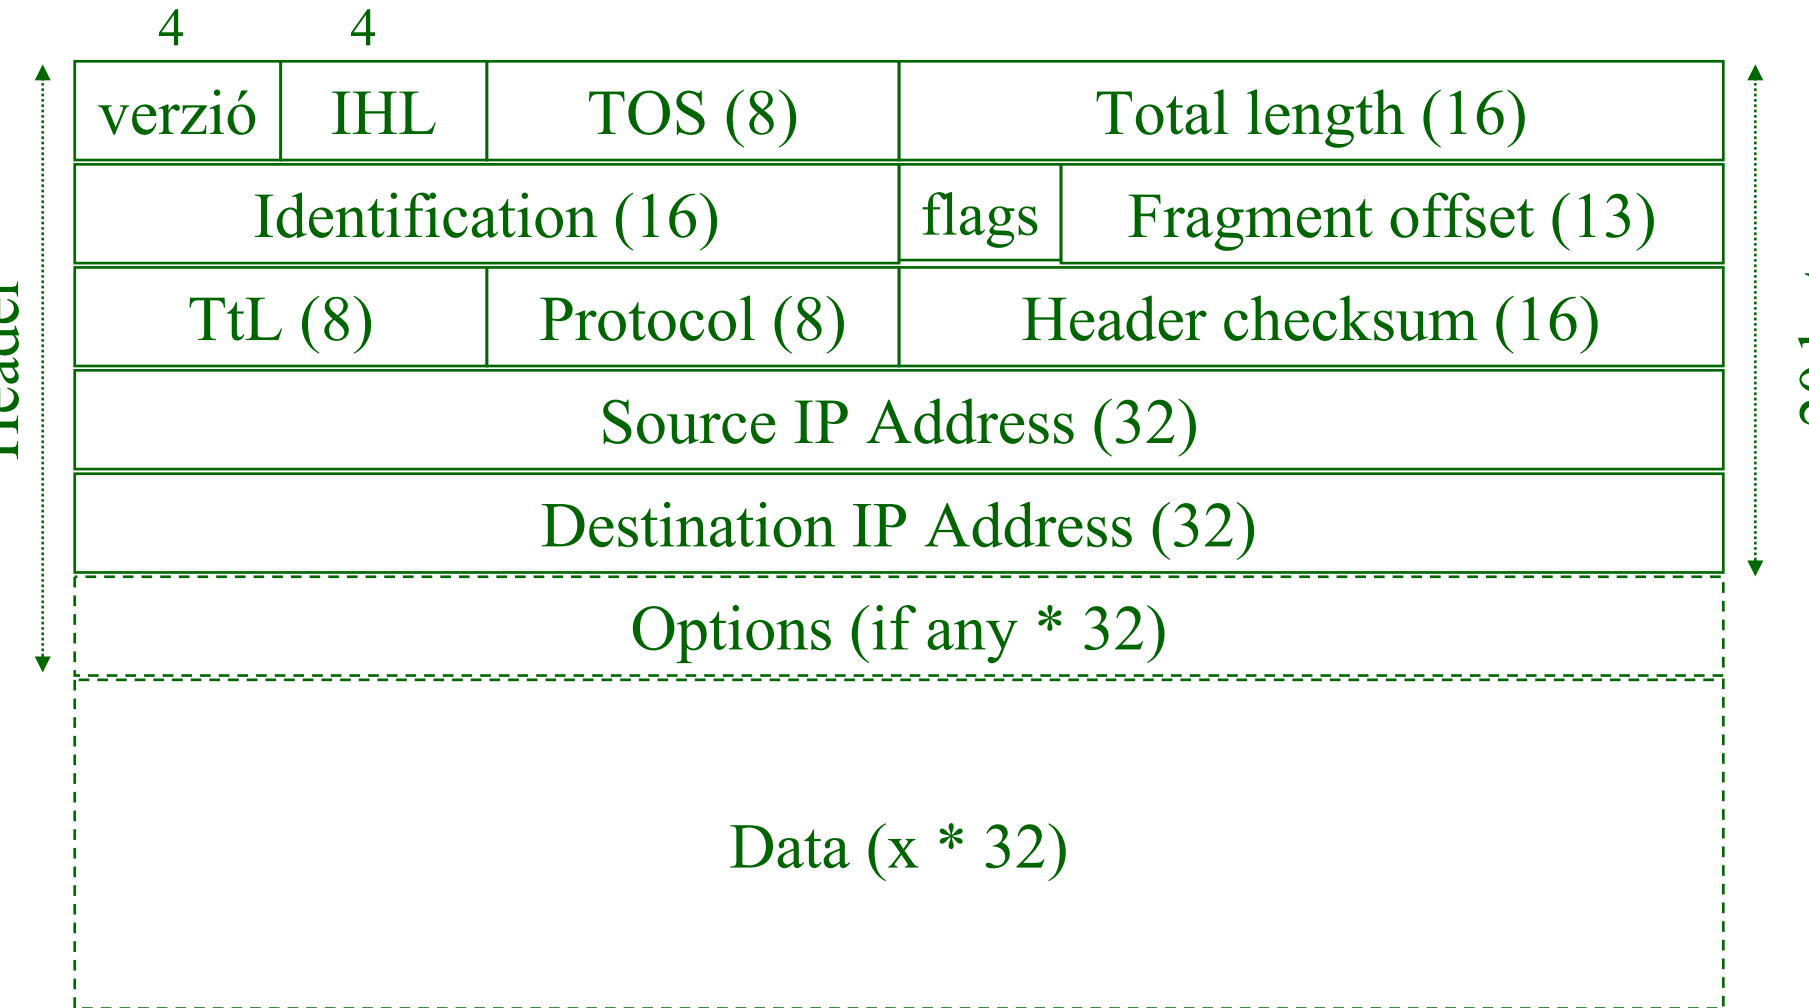 4 4
verzió IHL TOS (8) Total length (16)
Identification (16) flags Fragment offset (13)
TtL (8) Protocol (8) Header checksum (16)
Source IP Address (32)
Destination IP Address (32)
Options (if any * 32)
Data (x * 32)
Header